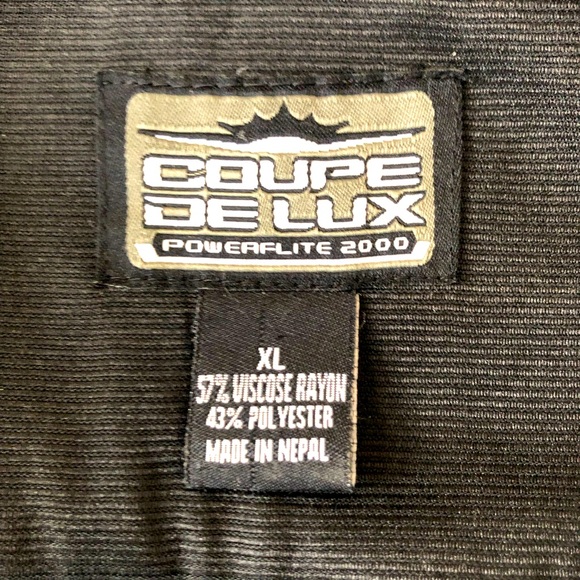 COUPE
DE LUX
POWERFLITE 2000
XL
57% VISCOSE RAYON
43% POLYESTER
MADE IN NEPAL